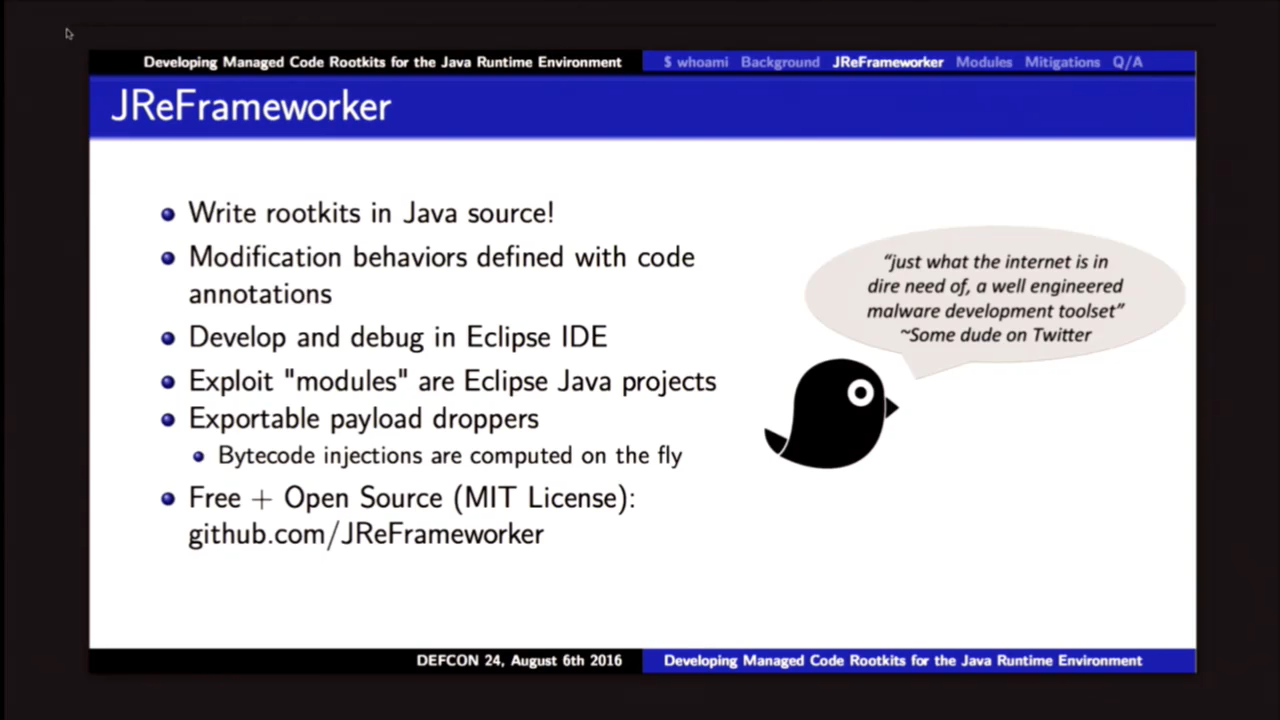 Developing Managed Code Rootkits for the Java Runtime Environment
$ whoami Background JReFrameworker Modules Mitigations Q/A
JReFrameworker
Write rootkits in Java source!
Modification behaviors defined with code
annotations
Develop and debug in Eclipse IDE
Exploit "modules" are Eclipse Java projects
Exportable payload droppers
Bytecode injections are computed on the fly
Free + Open Source (MIT License):
github.com/JReFrameworker
“just what the internet is in
dire need of, a well engineered
malware development toolset”
~Some dude on Twitter
DEFCON 24, August 6th 2016
Developing Managed Code Rootkits for the Java Runtime Environment